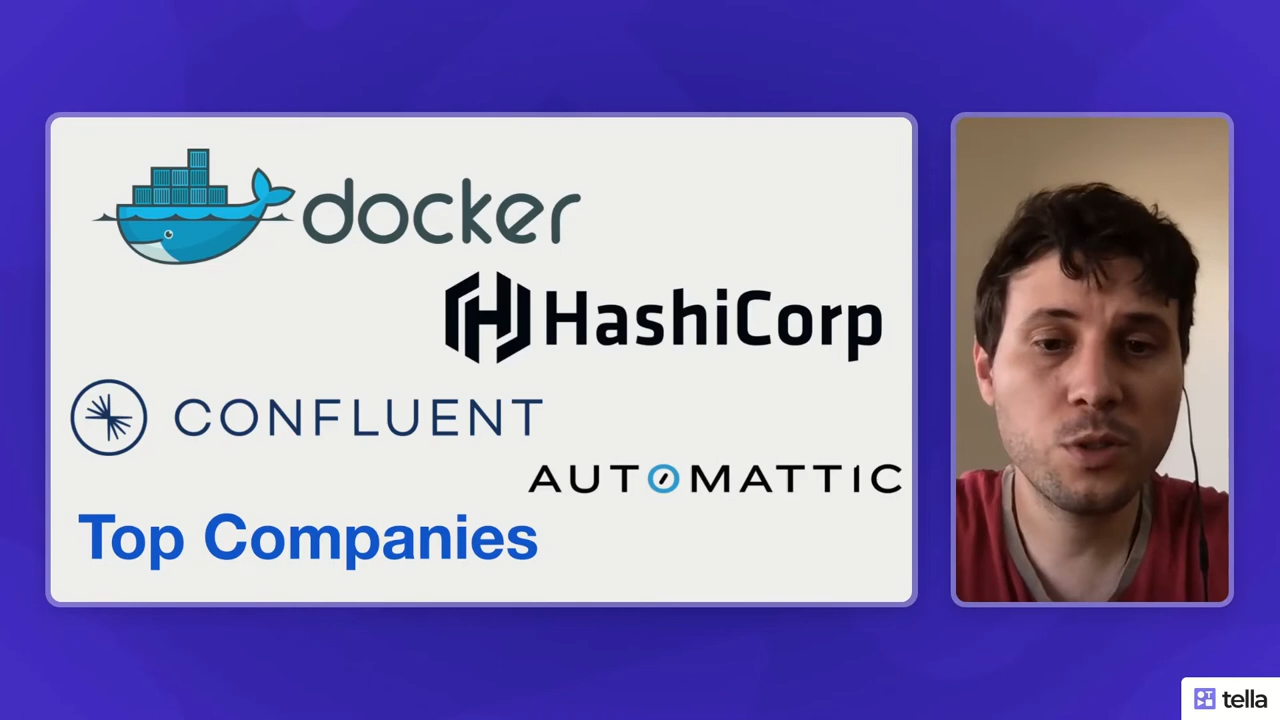 docker
HashiCorp
CONFLUENT
AUTOMATTIC
Top Companies
tella